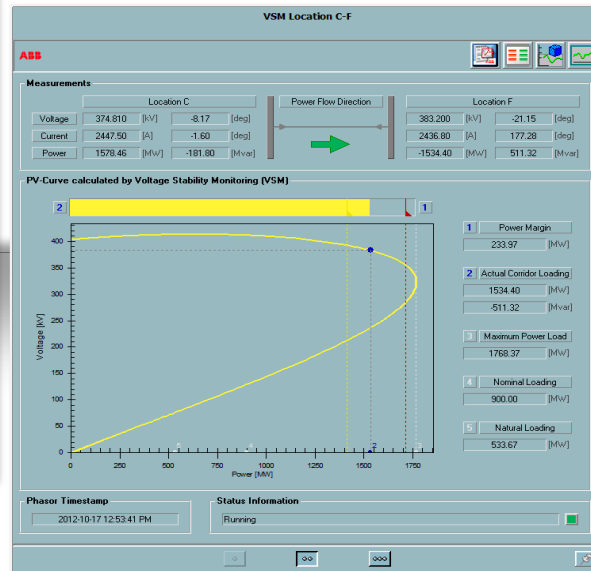 VSM Location C-F
ABB
Measurements
Location C Power Flow Direction Location F
Voltage 374.810 [kV] -8.17 [deg] 383.200 [kV] -21.15 [deg]
Current 2447.50 [A] -1.60 [deg] 2436.80 [A] 177.28 [deg]
Power 1578.46 [MW] -181.80 [Mvar] -1534.40 [MW] 511.32 [Mvar]
PV-Curve calculated by Voltage Stability Monitoring (VSM)
2 1
1 Power Margin
233.97 [MW]
2 Actual Corridor Loading
1534.40 [MW]
-511.32 [Mvar]
3 Maximum Power Load
1768.37 [MW]
4 Nominal Loading
900.00 [MW]
5 Natural Loading
533.67 [MW]
Voltage [kV]
400
350
300
250
200
150
100
50
0
5 4 2 3
0 250 500 750 1000 1250 1500 1750
Power [MW]
Phasor Timestamp
2012-10-17 12:53:41 PM
Status Information
Running